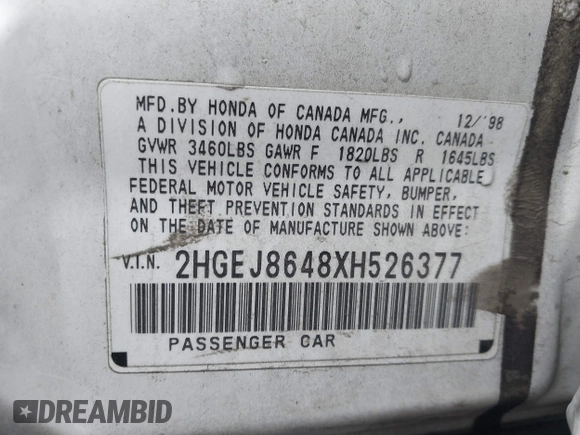 MFD.BY HONDA OF CANADA MFG., 12/'98
A DIVISION OF HONDA CANADA INC. CANADA
GVWR 3460LBS GAWR F 1820LBS R 1645LBS
THIS VEHICLE CONFORMS TO ALL APPLICABLE
FEDERAL MOTOR VEHICLE SAFETY, BUMPER,
AND THEFT PREVENTION STANDARDS IN EFFECT
ON THE DATE OF MANUFACTURE SHOWN ABOVE:
V.I.N. 2HGEJ8648XH526377
PASSENGER CAR
DREAMBID